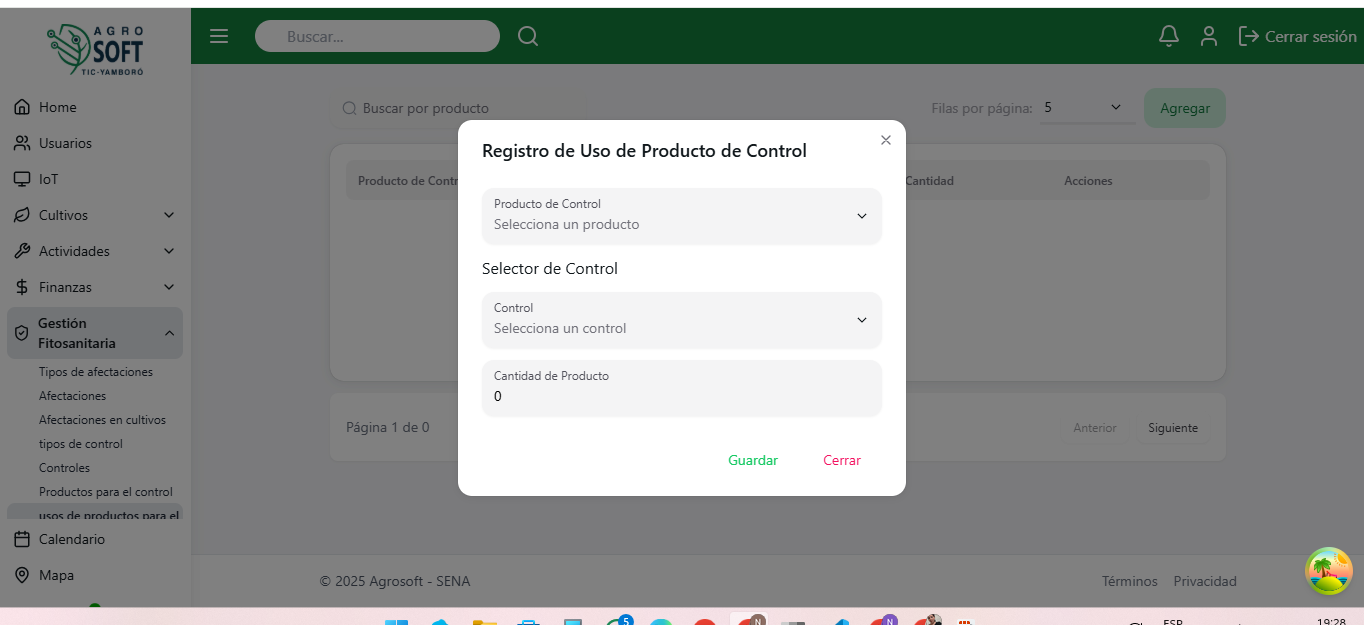 AGRO
SOFT
TIC-YAMBORÓ
Buscar...
Cerrar sesión
Home
Usuarios
IoT
Cultivos
Actividades
Finanzas
Gestión
Fitosanitaria
Tipos de afectaciones
Afectaciones
Afectaciones en cultivos
tipos de control
Controles
Productos para el control
usos de productos para el
Calendario
Mapa
Buscar por producto
Filas por página: 5
Agregar
Producto de Contr
Cantidad
Acciones
Registro de Uso de Producto de Control
Producto de Control
Selecciona un producto
Selector de Control
Control
Selecciona un control
Cantidad de Producto
0
Guardar
Cerrar
Página 1 de 0
Anterior
Siguiente
© 2025 Agrosoft - SENA
Términos
Privacidad
5
N
N
ESP
19:28